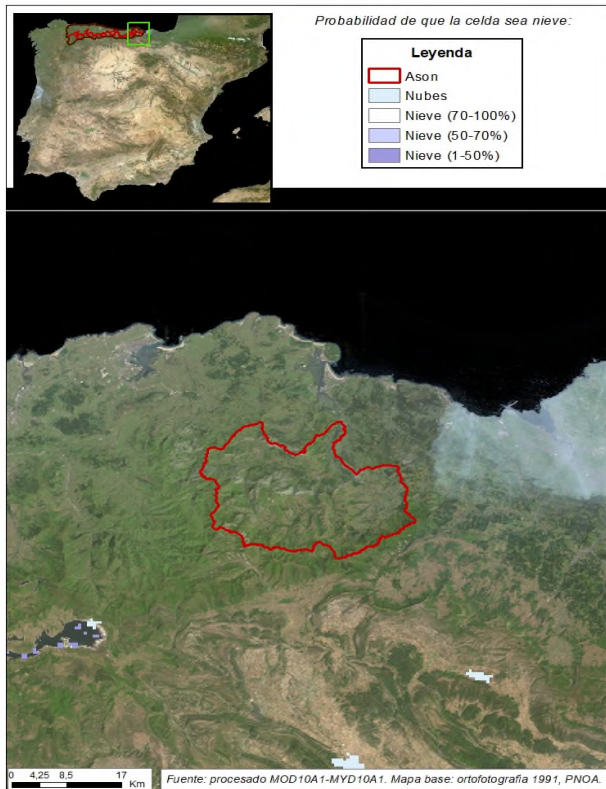 Probabilidad de que la celda sea nieve:
Leyenda
Ason
Nubes
Nieve (70-100%)
Nieve (50-70%)
Nieve (1-50%)
0 4,25 8,5 17
Km
Fuente: procesado MOD10A1-MYD10A1. Mapa base: ortofotografia 1991, PNOA.